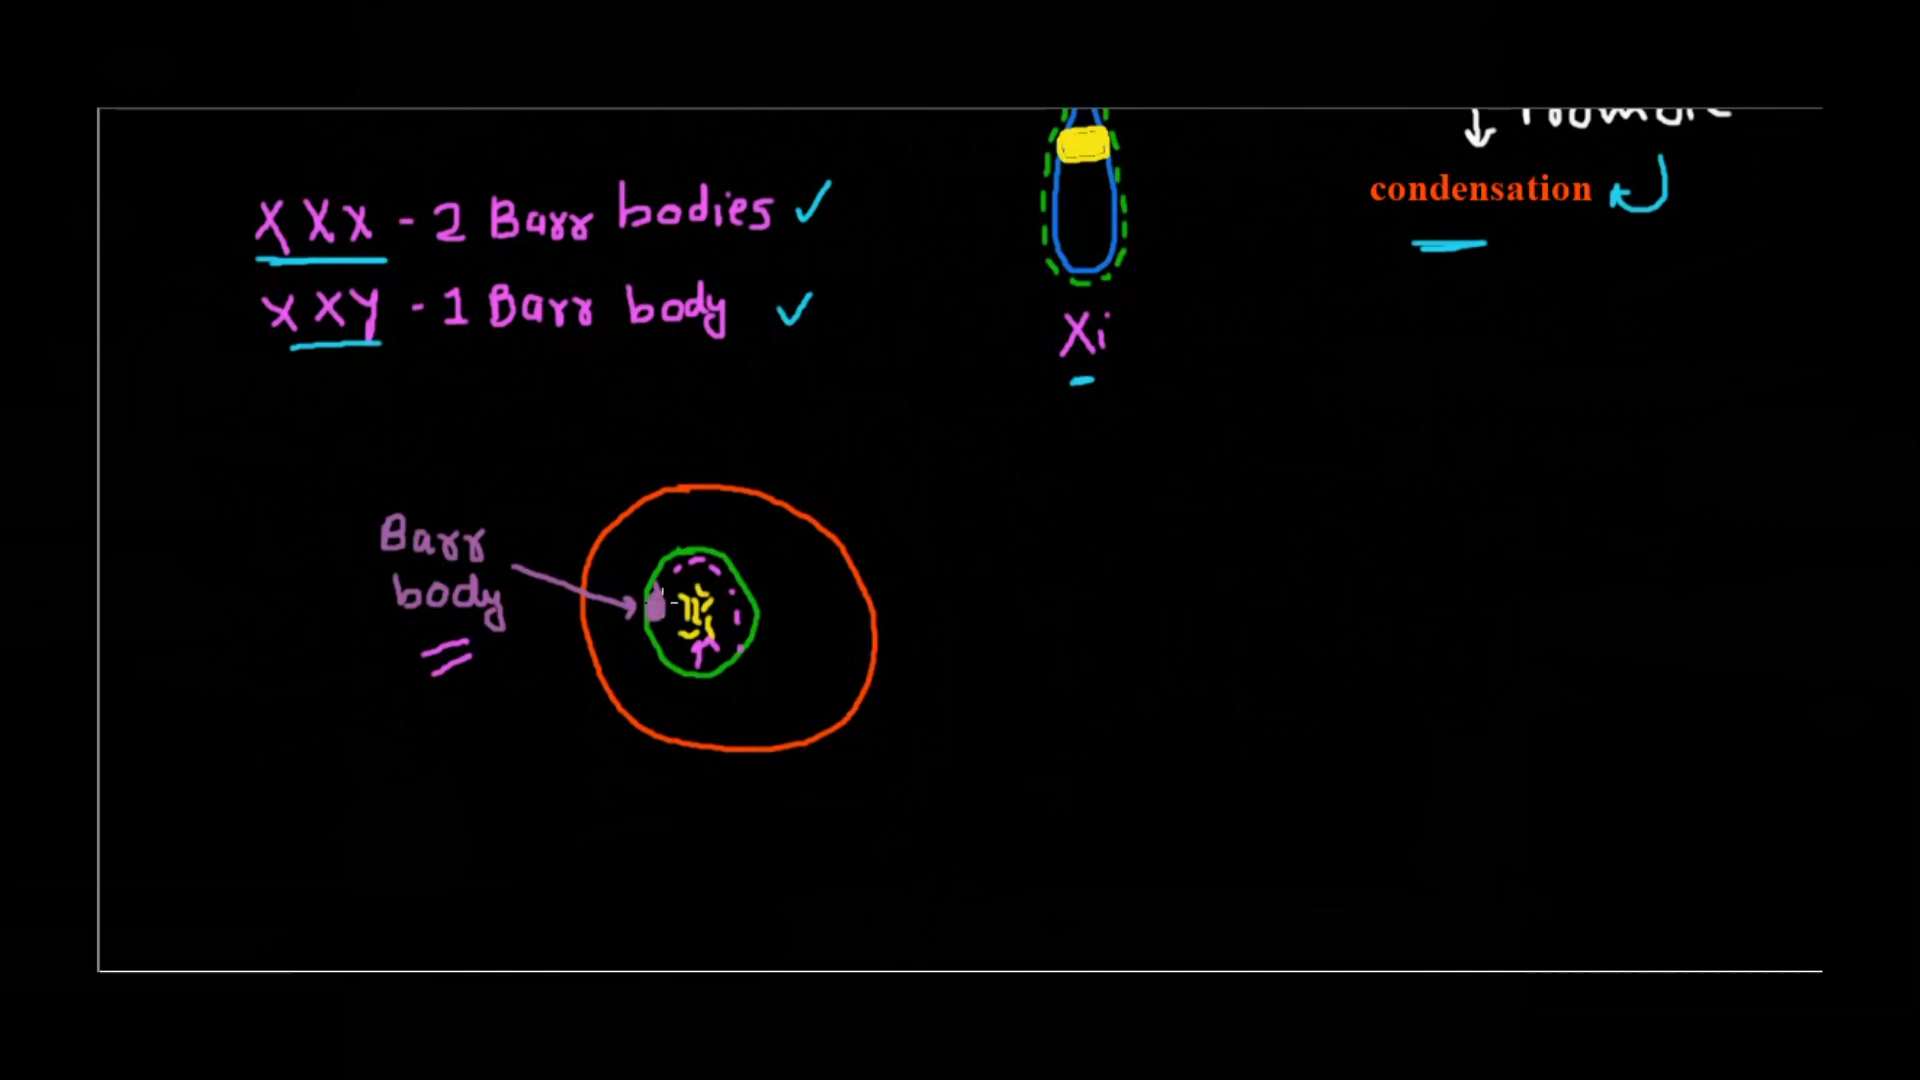 condensation
XXX - 2 Barr bodies ✓
XXY - 1 Barr body ✓
Xi
Barr
body